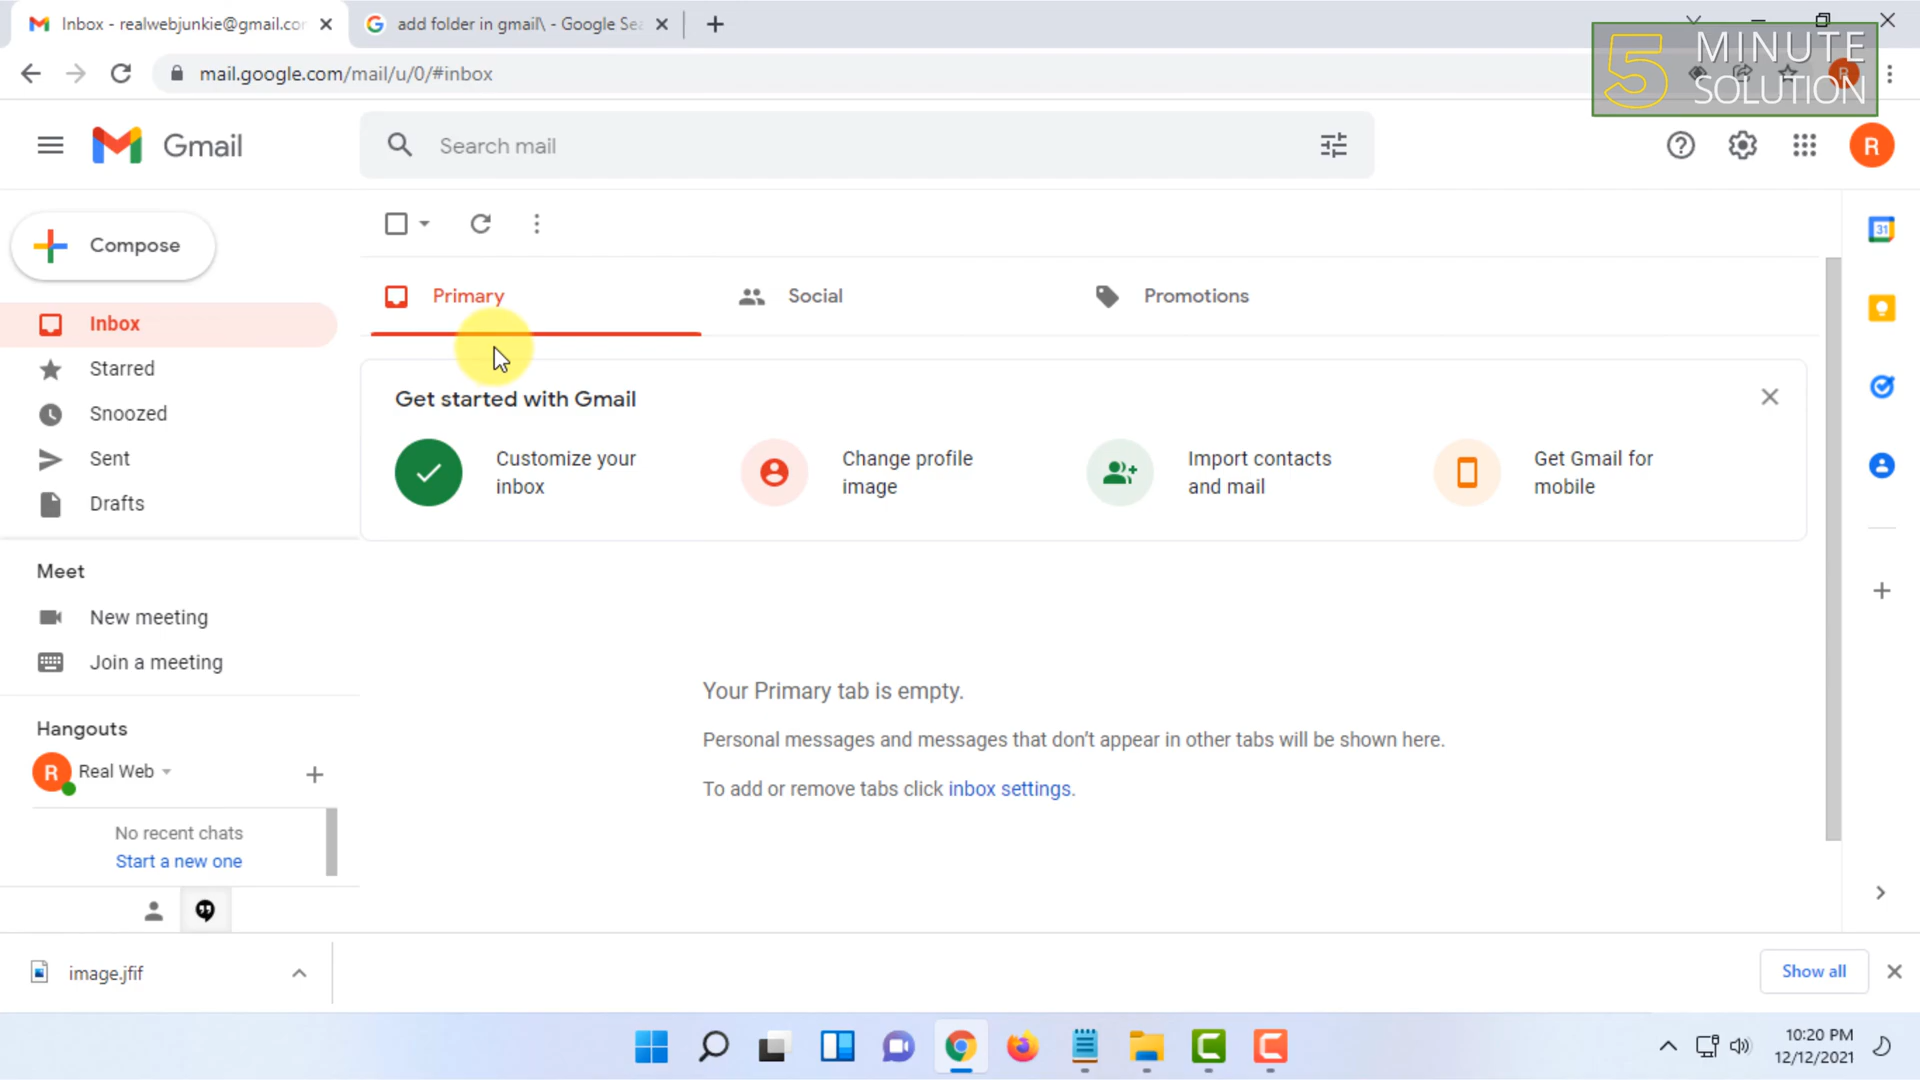 Inbox - realwebjunkie@gmail.cor
add folder in gmail\ - Google Sea
mail.google.com/mail/u/0/#inbox
5 MINUTE SOLUTION
R
Gmail
Search mail
R
Compose
Primary
Social
Promotions
31
Inbox
Starred
Snoozed
Sent
Drafts
Get started with Gmail
Customize your inbox
Change profile image
Import contacts and mail
Get Gmail for mobile
Meet
New meeting
Join a meeting
Your Primary tab is empty.
Personal messages and messages that don't appear in other tabs will be shown here.
To add or remove tabs click inbox settings.
Hangouts
R
Real Web
No recent chats
Start a new one
image.jfif
Show all
10:20 PM
12/12/2021